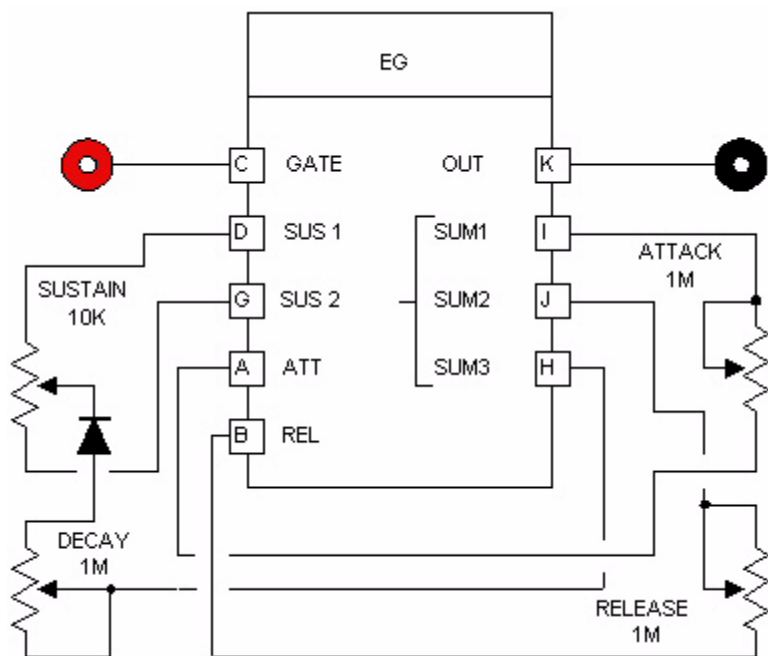 EG
C GATE OUT K
D SUS 1 SUM1 I
ATTACK
1M
SUSTAIN
10K
G SUS 2 SUM2 J
A ATT SUM3 H
B REL
DECAY
1M
RELEASE
1M